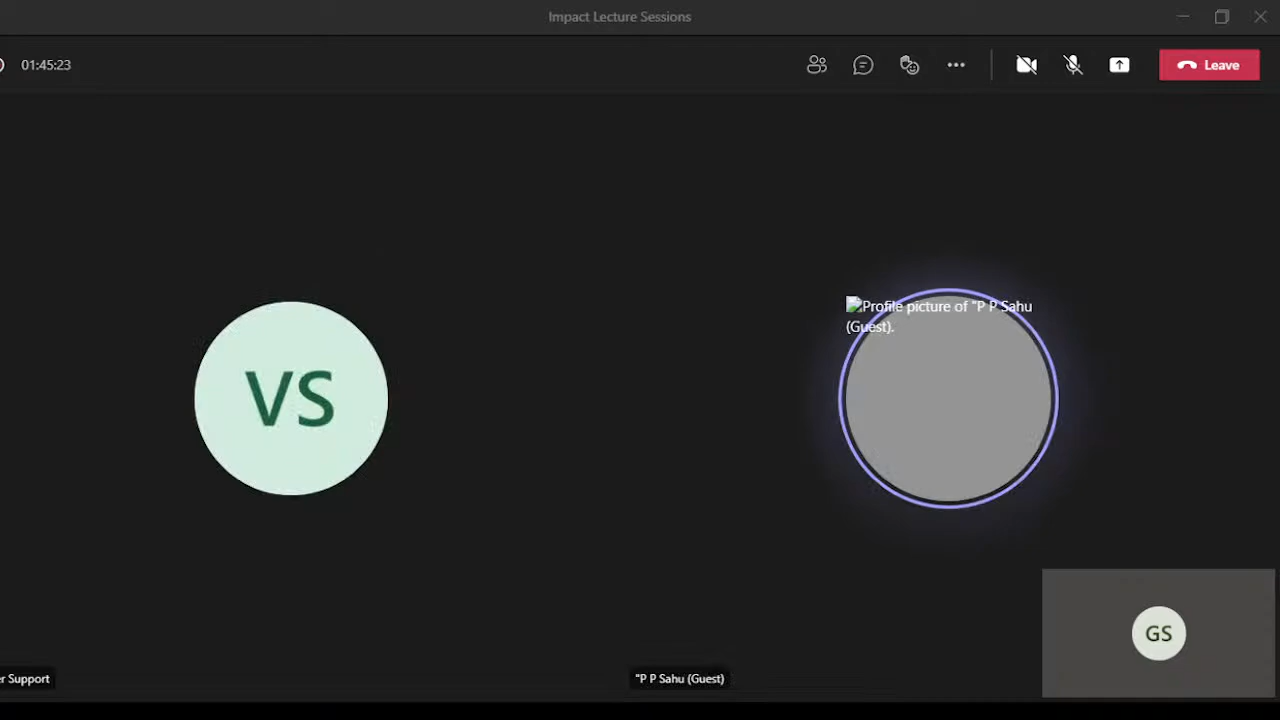 Impact Lecture Sessions
01:45:23
Leave
VS
Profile picture of "P P Sahu
(Guest).
GS
r Support
"P P Sahu (Guest)